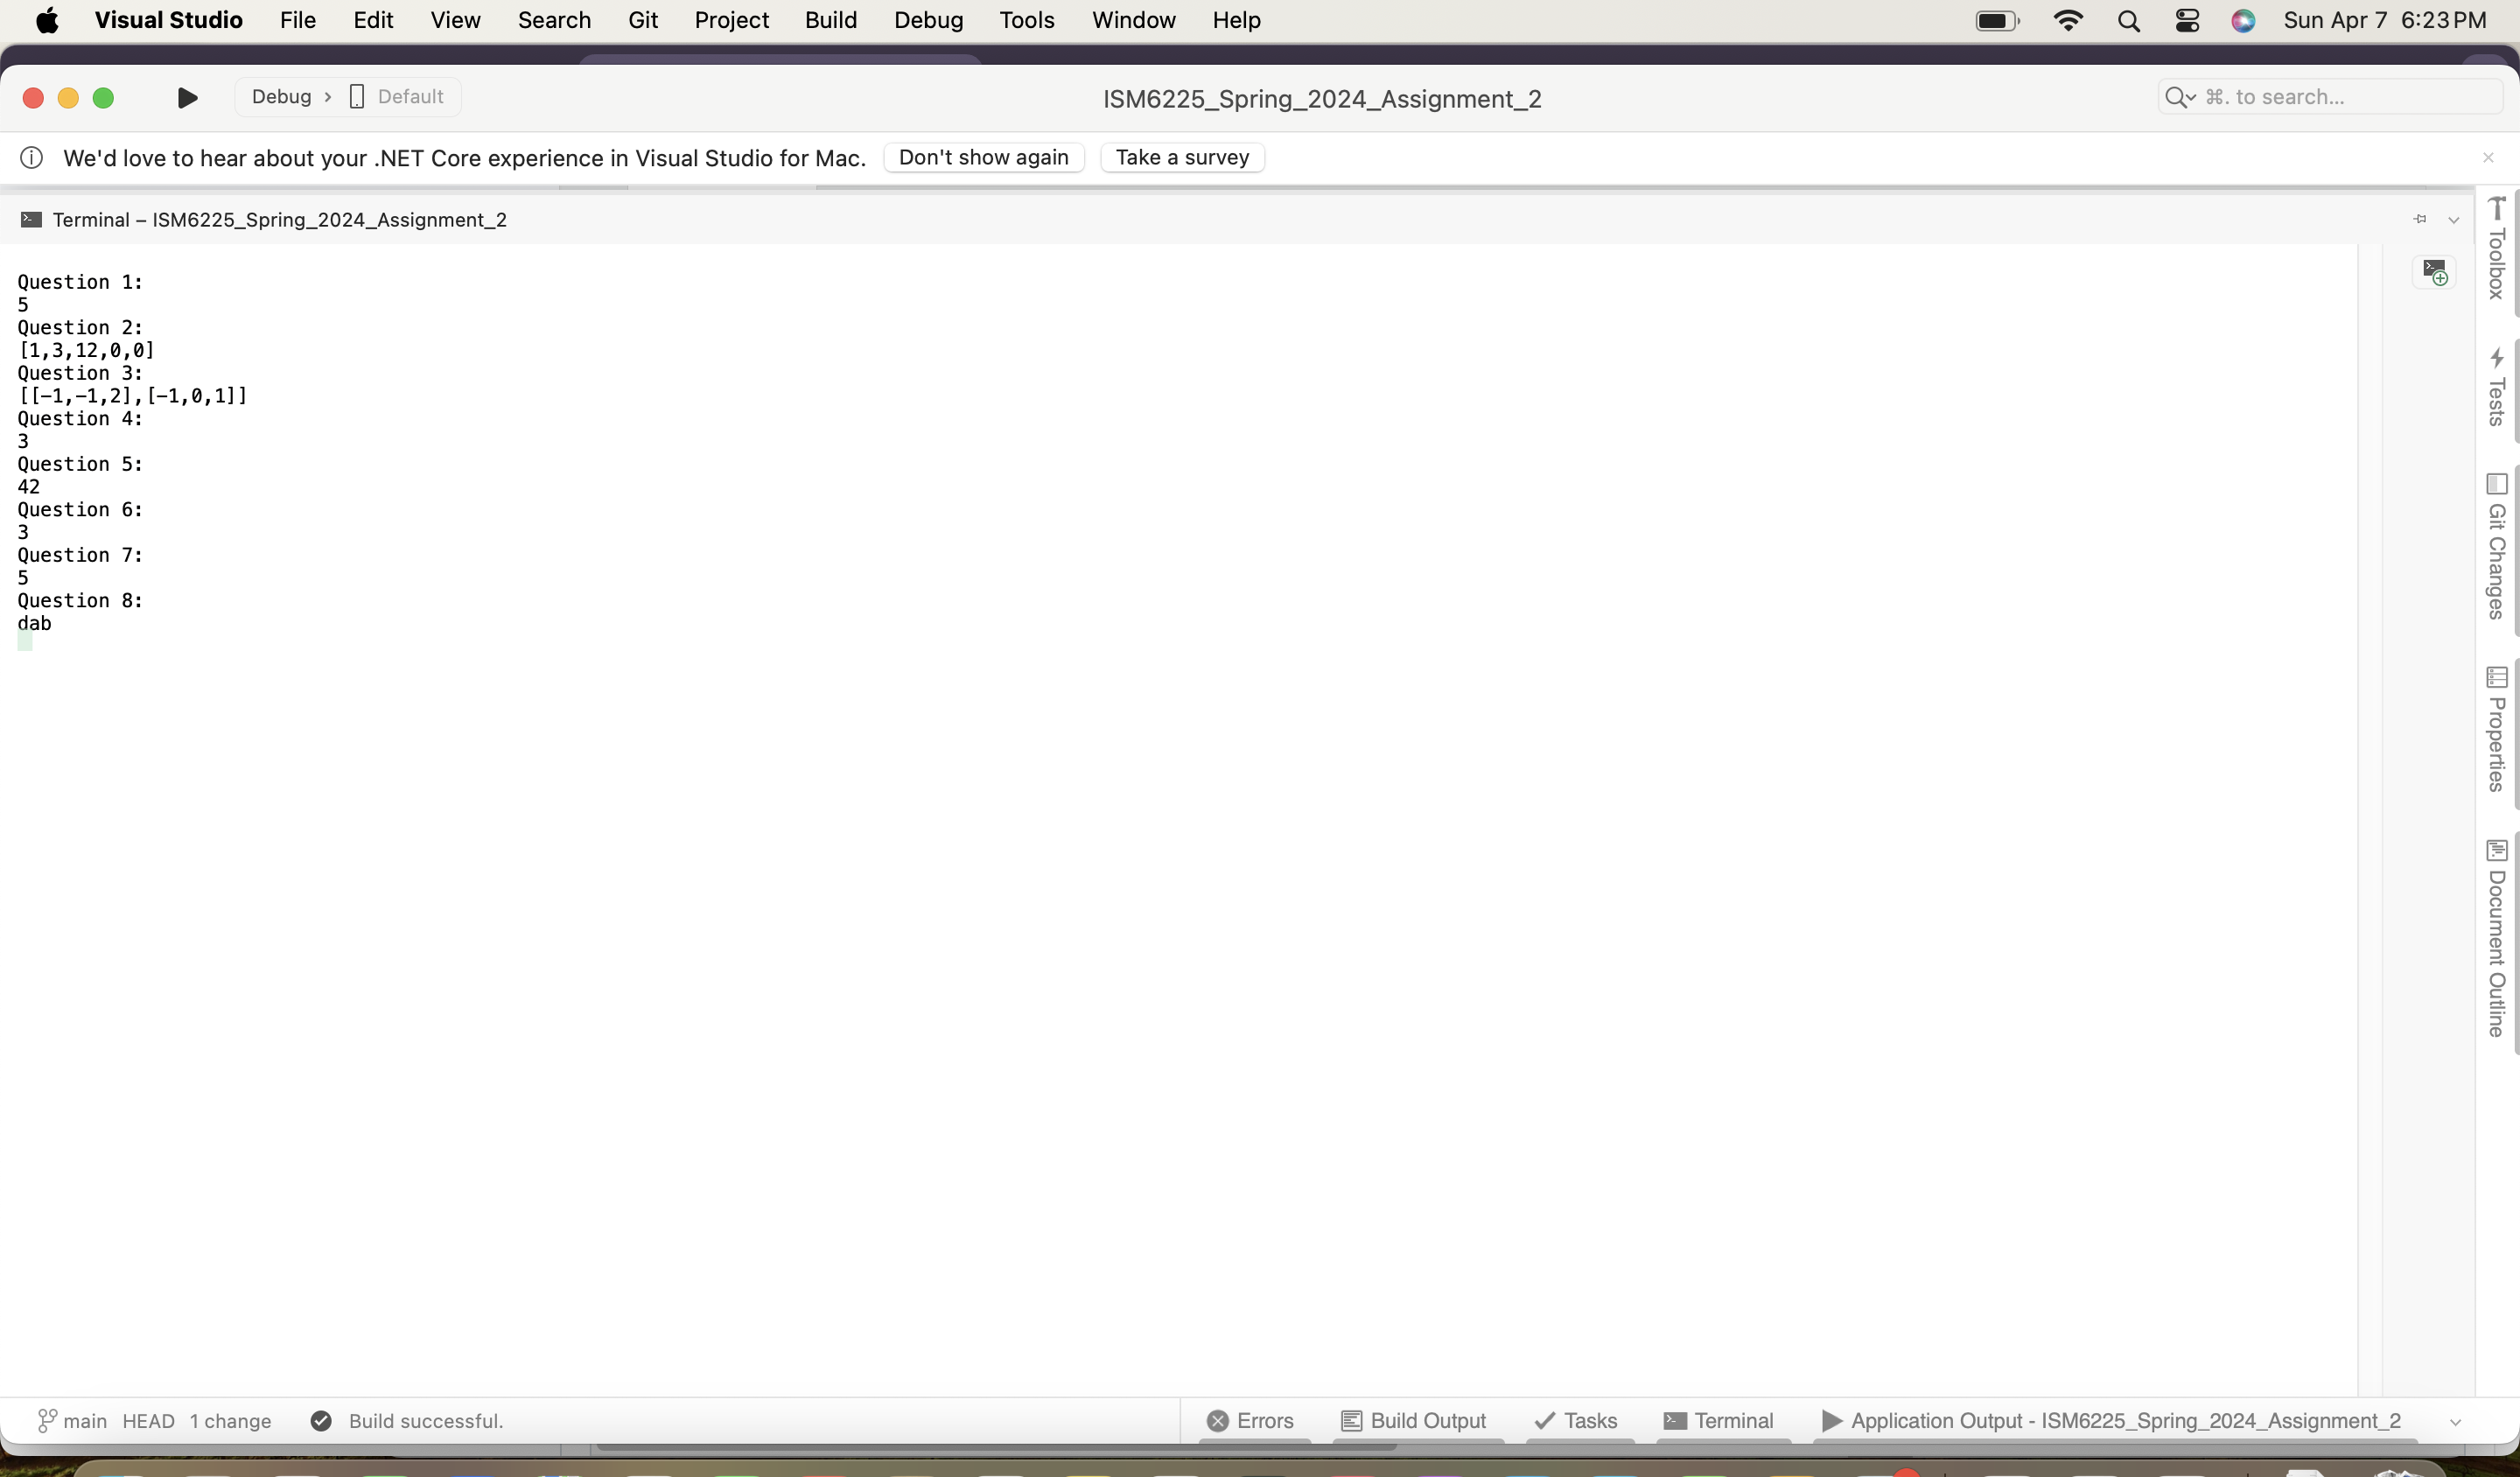 Visual Studio File Edit View Search Git Project Build Debug Tools Window Help Sun Apr 7 6:23 PM
Debug › Default ISM6225_Spring_2024_Assignment_2 ⌘. to search...
We'd love to hear about your .NET Core experience in Visual Studio for Mac. Don't show again Take a survey
Terminal – ISM6225_Spring_2024_Assignment_2
Question 1:
5
Question 2:
[1,3,12,0,0]
Question 3:
[[-1,-1,2],[-1,0,1]]
Question 4:
3
Question 5:
42
Question 6:
3
Question 7:
5
Question 8:
dab
Toolbox
Tests
Git Changes
Properties
Document Outline
main HEAD 1 change Build successful. Errors Build Output Tasks Terminal Application Output - ISM6225_Spring_2024_Assignment_2